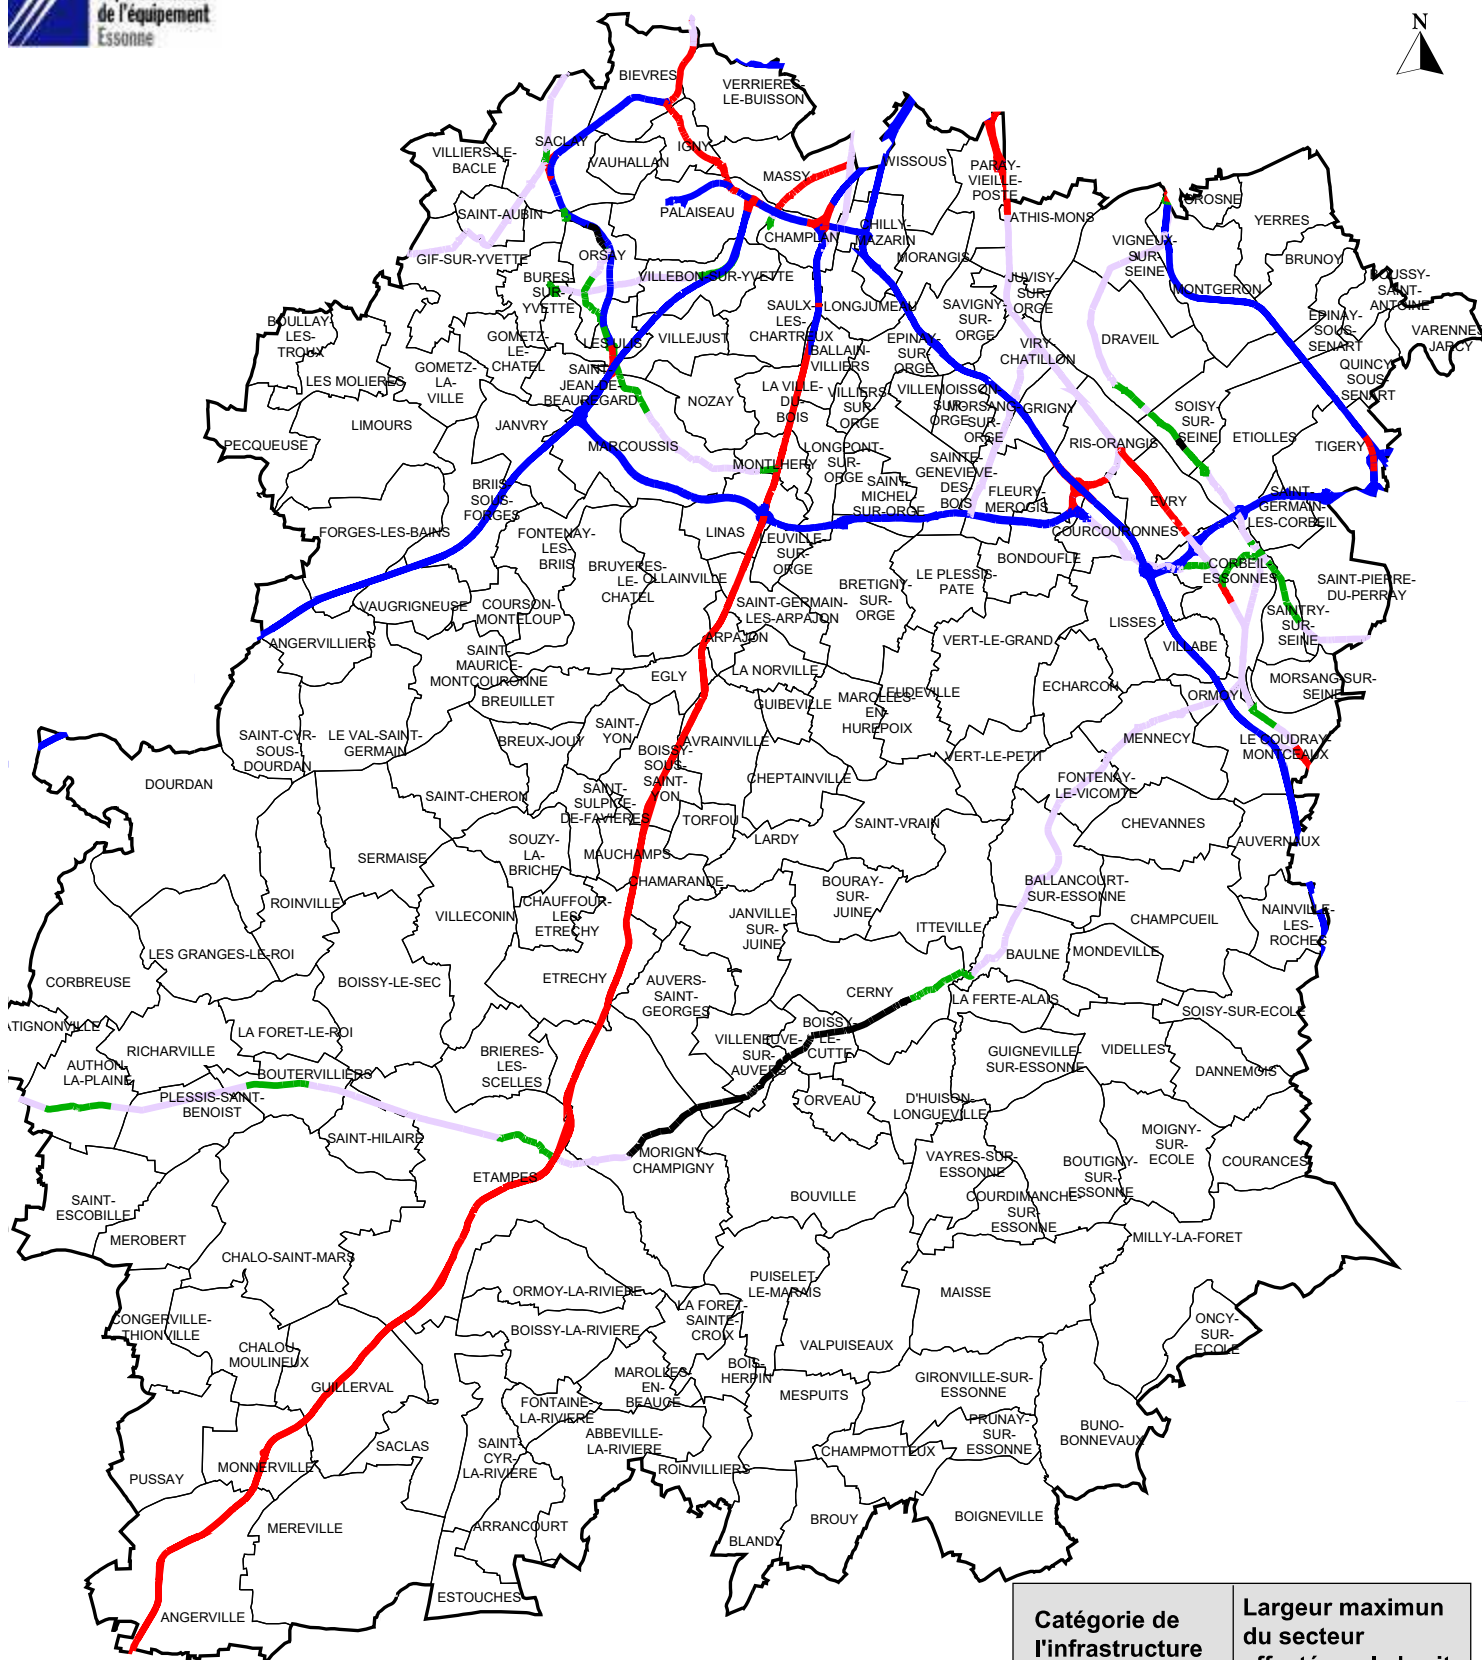 de l'équipement
Essonne
N
BIEVRES
VERRIERES-
LE-BUISSON
SACLAY
IGNY
VILLIERS-LE-
BACLE
VAUHALLAN
MASSY
WISSOUS
PARAY-
VIEILLE-
POSTE
SAINT-AUBIN
PALAISEAU
ATHIS-MONS
CROSNE
YERRES
CHAMPLAN
CHILLY-
MAZARIN
VIGNEUX-
SUR-
SEINE
GIF-SUR-YVETTE
ORSAY
MORANGIS
BRUNOY
BURES-
SUR-
YVETTE
VILLEBON-SUR-YVETTE
JUVISY-
SUR-
ORGE
MONTGERON
BOUSSY-
SAINT-
ANTOINE
BOULLAY-
LES-
TROUX
SAULX-
LES-
CHARTREUX
LONGJUMEAU
SAVIGNY-
SUR-
ORGE
EPINAY-
SOUS-
SENART
VARENNES-
JARCY
GOMETZ-
LE-
CHATEL
LES ULIS
VILLEJUST
BALLAIN-
VILLIERS
EPINAY-
SUR-
ORGE
VIRY-
CHATILLON
DRAVEIL
QUINCY-
SOUS-
SENART
LES MOLIERES
GOMETZ-
LA-
VILLE
SAINT-
JEAN-DE-
BEAUREGARD
NOZAY
LA VILLE-
DU-
BOIS
VILLIERS-
SUR-
ORGE
VILLEMOISSON-
SUR-
ORGE
MORSANG-
SUR-
ORGE
GRIGNY
SOISY-
SUR-
SEINE
ETIOLLES
TIGERY
LIMOURS
JANVRY
PECQUEUSE
MARCOUSSIS
MONTLHERY
LONGPONT-
SUR-
ORGE
RIS-ORANGIS
BRIIS-
SOUS-
FORGES
SAINT-
MICHEL-
SUR-ORGE
SAINTE-
GENEVIEVE-
DES-
BOIS
FLEURY-
MEROGIS
EVRY
SAINT-
GERMAIN-
LES-CORBEIL
FORGES-LES-BAINS
FONTENAY-
LES-
BRIIS
LINAS
LEUVILLE-
SUR-
ORGE
COURCOURONNES
BRUYERES-
LE-
CHATEL
OLLAINVILLE
BRETIGNY-
SUR-
ORGE
LE PLESSIS-
PATE
BONDOUFLE
CORBEIL-
ESSONNES
SAINT-PIERRE-
DU-PERRAY
VAUGRIGNEUSE
COURSON-
MONTELOUP
SAINT-GERMAIN-
LES-ARPAJON
LISSES
SAINTRY-
SUR-
SEINE
ANGERVILLIERS
SAINT-
MAURICE-
MONTCOURONNE
ARPAJON
VERT-LE-GRAND
VILLABE
EGLY
LA NORVILLE
MORSANG-SUR-
SEINE
BREUILLET
GUIBEVILLE
MAROLLES-
EN-
HUREPOIX
LEUDEVILLE
ECHARCON
ORMOY
SAINT-CYR-
SOUS-
DOURDAN
LE VAL-SAINT-
GERMAIN
BREUX-JOUY
SAINT-
YON
BOISSY-
SOUS-
SAINT-
YON
AVRAINVILLE
MENNECY
LE COUDRAY-
MONTCEAUX
DOURDAN
VERT-LE-PETIT
SAINT-CHERON
SAINT-
SULPICE-
DE-FAVIERES
CHEPTAINVILLE
FONTENAY-
LE-VICOMTE
TORFOU
LARDY
SAINT-VRAIN
CHEVANNES
SERMAISE
SOUZY-
LA-
BRICHE
MAUCHAMPS
AUVERNAUX
CHAMARANDE
BOURAY-
SUR-
JUINE
BALLANCOURT-
SUR-ESSONNE
ROINVILLE
VILLECONIN
CHAUFFOUR-
LES-
ETRECHY
JANVILLE-
SUR-
JUINE
ITTEVILLE
CHAMPCUEIL
NAINVILLE-
LES-
ROCHES
LES GRANGES-LE-ROI
BAULNE
MONDEVILLE
CORBREUSE
BOISSY-LE-SEC
ETRECHY
AUVERS-
SAINT-
GEORGES
CERNY
LA FERTE-ALAIS
SOISY-SUR-ECOLE
ATIGNONVILLE
LA FORET-LE-ROI
RICHARVILLE
BOISSY-
LE-
CUTTE
VILLENEUVE-
SUR-
AUVERS
GUIGNEVILLE-
SUR-ESSONNE
VIDELLES
AUTHON-
LA-PLAINE
BOUTERVILLIERS
BRIERES-
LES-
SCELLES
DANNEMOIS
PLESSIS-SAINT-
BENOIST
ORVEAU
D'HUISON-
LONGUEVILLE
SAINT-HILAIRE
MOIGNY-
SUR-
ECOLE
MORIGNY-
CHAMPIGNY
VAYRES-SUR-
ESSONNE
BOUTIGNY-
SUR-
ESSONNE
COURANCES
ETAMPES
SAINT-
ESCOBILLE
BOUVILLE
COURDIMANCHE-
SUR-
ESSONNE
MEROBERT
MILLY-LA-FORET
CHALO-SAINT-MARS
PUISELET-
LE-MARAIS
MAISSE
ORMOY-LA-RIVIERE
LA FORET-
SAINTE-
CROIX
CONGERVILLE-
THIONVILLE
BOISSY-LA-RIVIERE
ONCY-
SUR-
ECOLE
CHALOU-
MOULINEUX
VALPUISEAUX
BOIS-
HERPIN
GUILLERVAL
MAROLLES-
EN-
BEAUCE
MESPUITS
GIRONVILLE-SUR-
ESSONNE
FONTAINE-
LA-RIVIERE
PRUNAY-
SUR-
ESSONNE
BUNO-
BONNEVAUX
SACLAS
ABBEVILLE-
LA-RIVIERE
CHAMPMOTTEUX
SAINT-
CYR-
LA-RIVIERE
MONNERVILLE
PUSSAY
ROINVILLIERS
MEREVILLE
ARRANCOURT
BROUY
BOIGNEVILLE
BLANDY
ESTOUCHES
ANGERVILLE
Catégorie de
l'infrastructure
Largeur maximun
du secteur